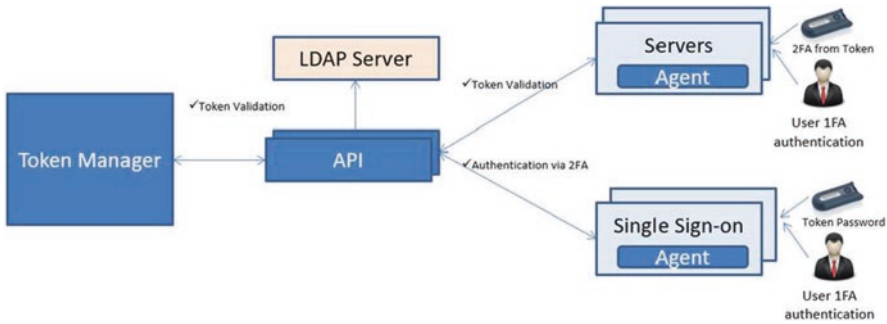 LDAP Server
Servers
Agent
2FA from Token
User 1FA
authentication
✓Token Validation
✓Token Validation
Token Manager
API
✓Authentication via 2FA
Single Sign-on
Agent
Token Password
User 1FA
authentication